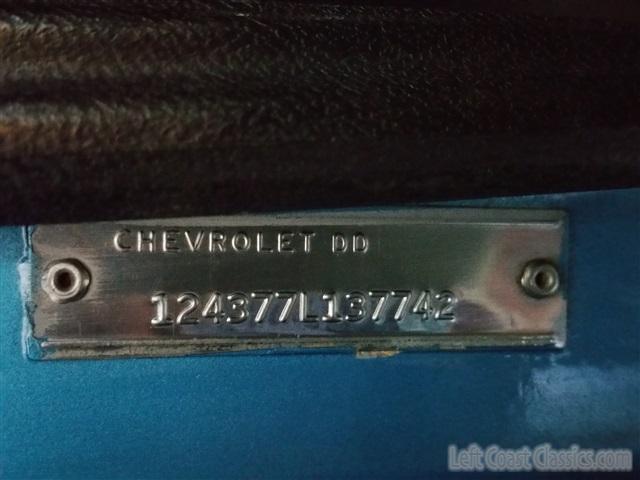 CHEVROLET DD
124377L137742
Left Coast Classics.com